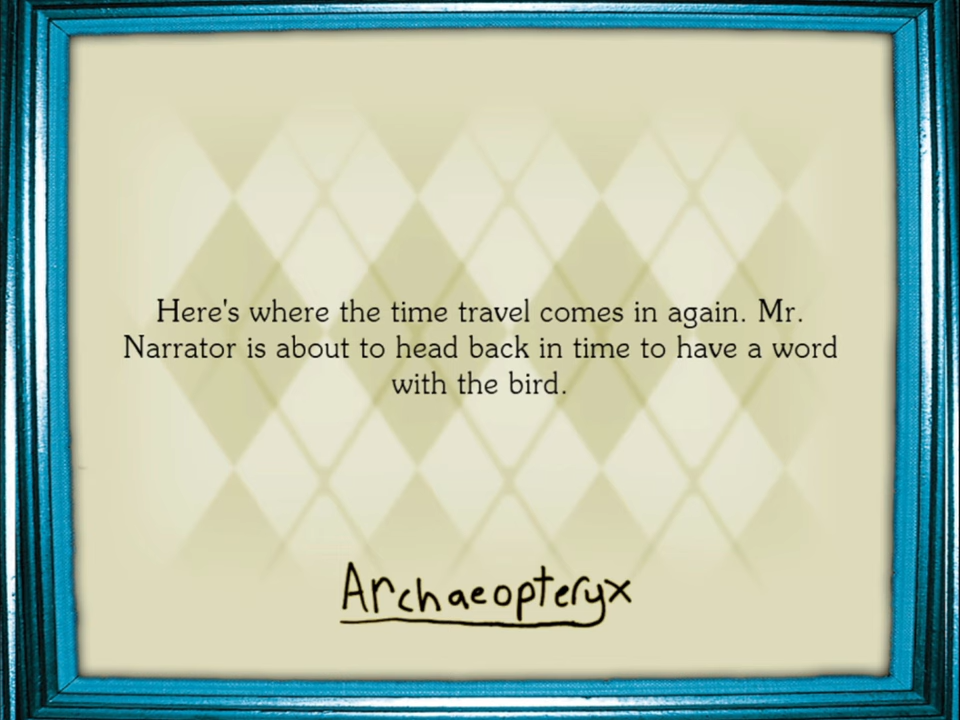 Here's where the time travel comes in again. Mr.
Narrator is about to head back in time to have a word
with the bird.
Archaeopteryx